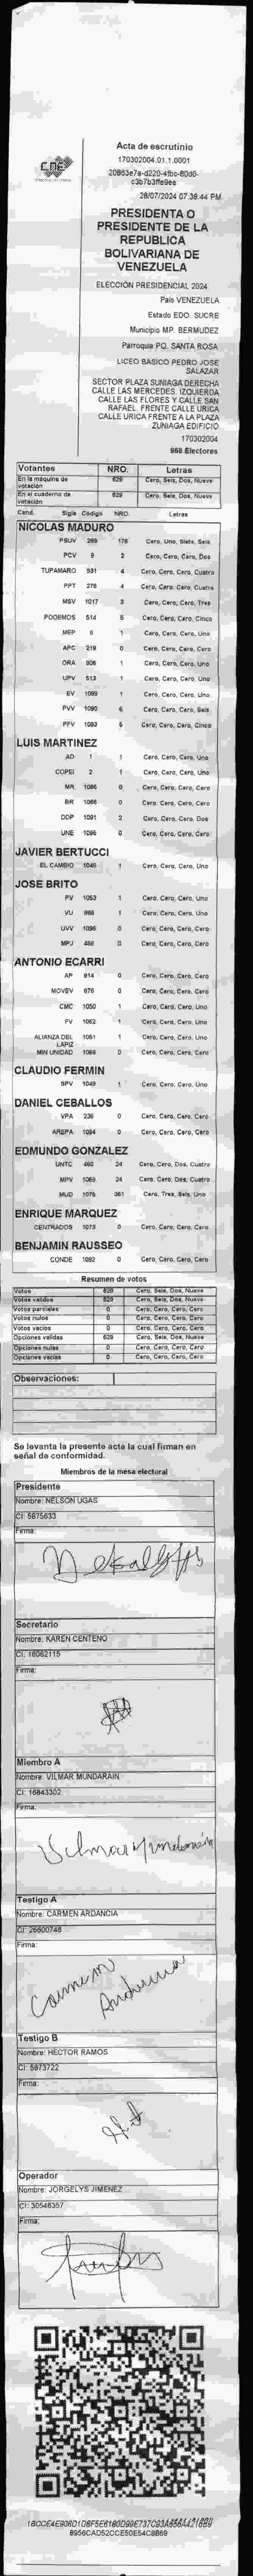 CNE
Acta de escrutinio
170302004.01.1.0001
28/07/2024 07:38:44 PM
PRESIDENTA O
PRESIDENTE DE LA
REPUBLICA
BOLIVARIANA DE
VENEZUELA
ELECCIÓN PRESIDENCIAL 2024
País VENEZUELA
Estado EDO. SUCRE
Municipio MP. BERMUDEZ
Parroquia PQ. SANTA ROSA
LICEO BÁSICO PEDRO JOSE
SALAZAR
SECTOR PLAZA SUNIAGA DERECHA
CALLE LAS MERCEDES. IZQUIERDA
CALLE LAS FLORES Y CALLE SAN
RAFAEL. FRENTE CALLE URICA
CALLE URICA FRENTE A LA PLAZA
ZUNIAGA EDIFICIO
170302004
988 Electores
Votantes NRO. Letras
En la máquina de votación 629 Cero, Seis, Dos, Nueve
En el cuaderno de votación 629 Cero, Seis, Dos, Nueve
Cand. Sigla Código NRO. Letras
NICOLAS MADURO
PSUV 269 176 Cero, Uno, Siete, Seis
PCV 9 2 Cero, Cero, Cero, Dos
TUPAMARO 931 4 Cero, Cero, Cero, Cuatro
PPT 276 4 Cero, Cero, Cero, Cuatro
MSV 1017 3 Cero, Cero, Cero, Tres
PODEMOS 514 5 Cero, Cero, Cero, Cinco
MEP 6 1 Cero, Cero, Cero, Uno
APC 219 0 Cero, Cero, Cero, Cero
ORA 906 1 Cero, Cero, Cero, Uno
UPV 513 1 Cero, Cero, Cero, Uno
EV 1089 1 Cero, Cero, Cero, Uno
PVV 1090 6 Cero, Cero, Cero, Seis
PFV 1093 5 Cero, Cero, Cero, Cinco
LUIS MARTINEZ
AD 1 1 Cero, Cero, Cero, Uno
COPEI 2 1 Cero, Cero, Cero, Uno
MR 1085 0 Cero, Cero, Cero, Cero
BR 1066 0 Cero, Cero, Cero, Cero
DDP 1091 2 Cero, Cero, Cero, Dos
UNE 1096 0 Cero, Cero, Cero, Cero
JAVIER BERTUCCI
EL CAMBIO 1048 1 Cero, Cero, Cero, Uno
JOSE BRITO
PV 1053 1 Cero, Cero, Cero, Uno
VU 968 1 Cero, Cero, Cero, Uno
UVV 1095 0 Cero, Cero, Cero, Cero
MPJ 458 0 Cero, Cero, Cero, Cero
ANTONIO ECARRI
AP 914 0 Cero, Cero, Cero, Cero
MOVEV 976 0 Cero, Cero, Cero, Cero
CMC 1050 1 Cero, Cero, Cero, Uno
FV 1062 1 Cero, Cero, Cero, Uno
ALIANZA DEL LAPIZ 1051 1 Cero, Cero, Cero, Uno
MIN UNIDAD 1088 0 Cero, Cero, Cero, Cero
CLAUDIO FERMIN
SPV 1049 1 Cero, Cero, Cero, Uno
DANIEL CEBALLOS
VPA 236 0 Cero, Cero, Cero, Cero
AREPA 1094 0 Cero, Cero, Cero, Cero
EDMUNDO GONZALEZ
UNTC 460 24 Cero, Cero, Dos, Cuatro
MPV 1069 24 Cero, Cero, Dos, Cuatro
MUD 1075 361 Cero, Tres, Seis, Uno
ENRIQUE MARQUEZ
CENTRADOS 1073 0 Cero, Cero, Cero, Cero
BENJAMIN RAUSSEO
CONDE 1092 0 Cero, Cero, Cero, Cero
Resumen de votos
Votos 629 Cero, Seis, Dos, Nueve
Votos validos 629 Cero, Seis, Dos, Nueve
Votos parciales 0 Cero, Cero, Cero, Cero
Votos nulos 0 Cero, Cero, Cero, Cero
Votos vacios 0 Cero, Cero, Cero, Cero
Opciones validas 629 Cero, Seis, Dos, Nueve
Opciones nulas 0 Cero, Cero, Cero, Cero
Opciones vacias 0 Cero, Cero, Cero, Cero
Observaciones:
Se levanta la presente acta la cual firman en
señal de conformidad.
Miembros de la mesa electoral
Presidente
Nombre: NELSON UGAS
CI: 5875633
Firma:
Secretario
Nombre: KAREN CENTENO
CI: 16062115
Firma:
Miembro A
Nombre: VILMAR MUNDARAIN
CI: 16843302
Firma:
Vilmar Mundarain
Testigo A
Nombre: CARMEN ARDANCIA
CI: 26600748
Firma:
Carmen
Testigo B
Nombre: HECTOR RAMOS
CI: 5873722
Firma:
Operador
Nombre: JORGELYS JIMENEZ
CI: 30546357
Firma:
8956CAD52CCE50E54C8869